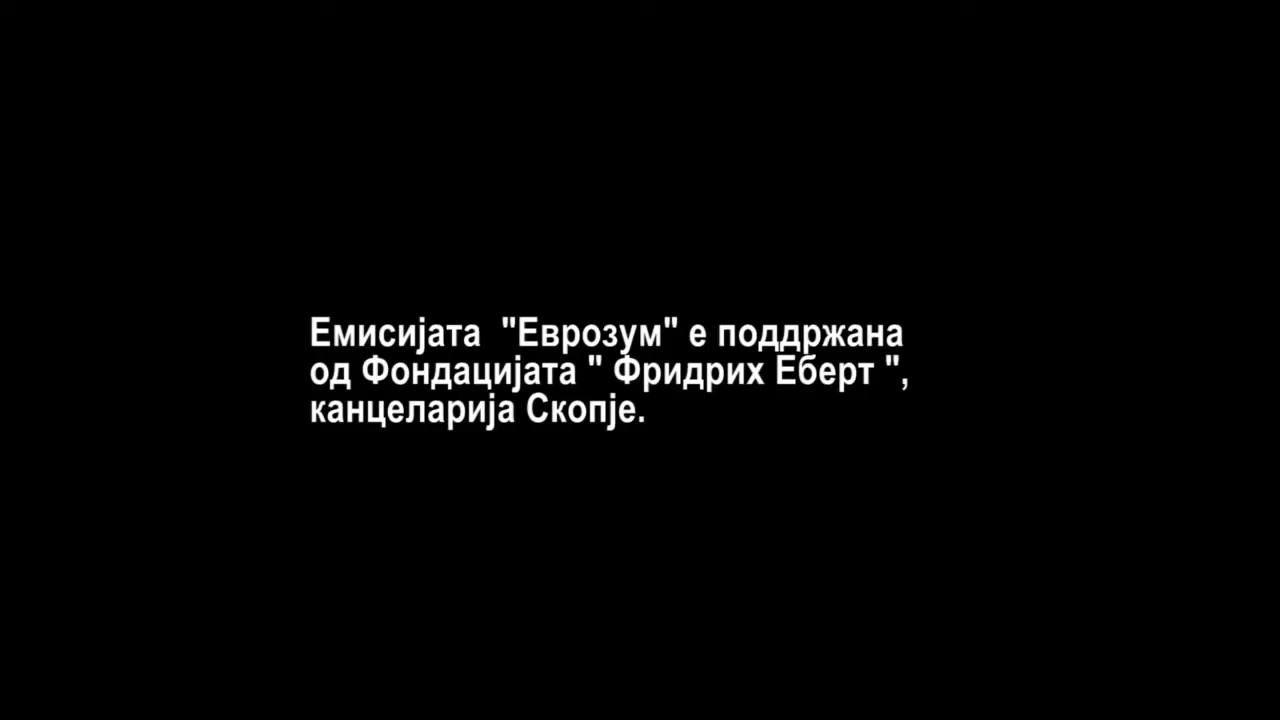 Емисијата  "Еврозум" е поддржана
од Фондацијата " Фридрих Еберт ",
канцеларија Скопје.